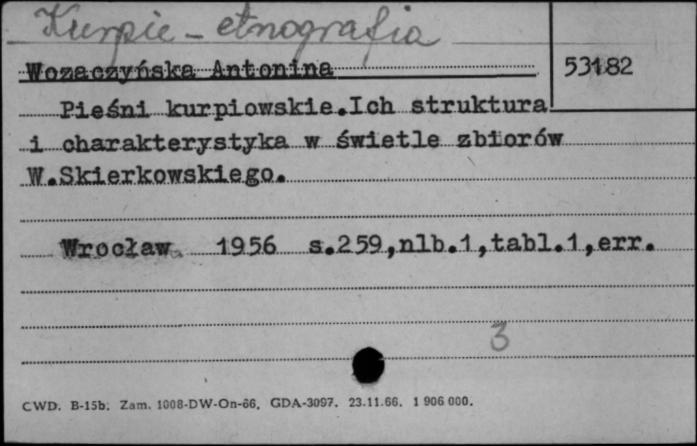 Kurpie - etnografia
Wozaczyńska Antonina
53182
Pieśni kurpiowskie.Ich struktura
i charakterystyka w świetle zbiorów
W.Skierkowskiego.
Wrocław 1956 s.259,nlb.1,tabl.1,err.
3
CWD. B-15b. Zam. 1008-DW-On-66. GDA-3097. 23.11.66. 1 906 000.